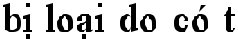 bị loại do có t